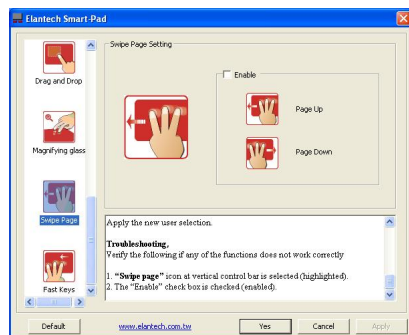 Elantech Smart-Pad
Drag and Drop
Magnifying glass
Swipe Page
Fast Keys
Swipe Page Setting
Enable
Page Up
Page Down
Apply the new user selection.
Troubleshooting,
Verify the following if any of the functions does not work correctly
1. “Swipe page” icon at vertical control bar is selected (highlighted).
2. The “Enable” check box is checked (enabled).
Default
www.elantech.com.tw
Yes
Cancel
Apply